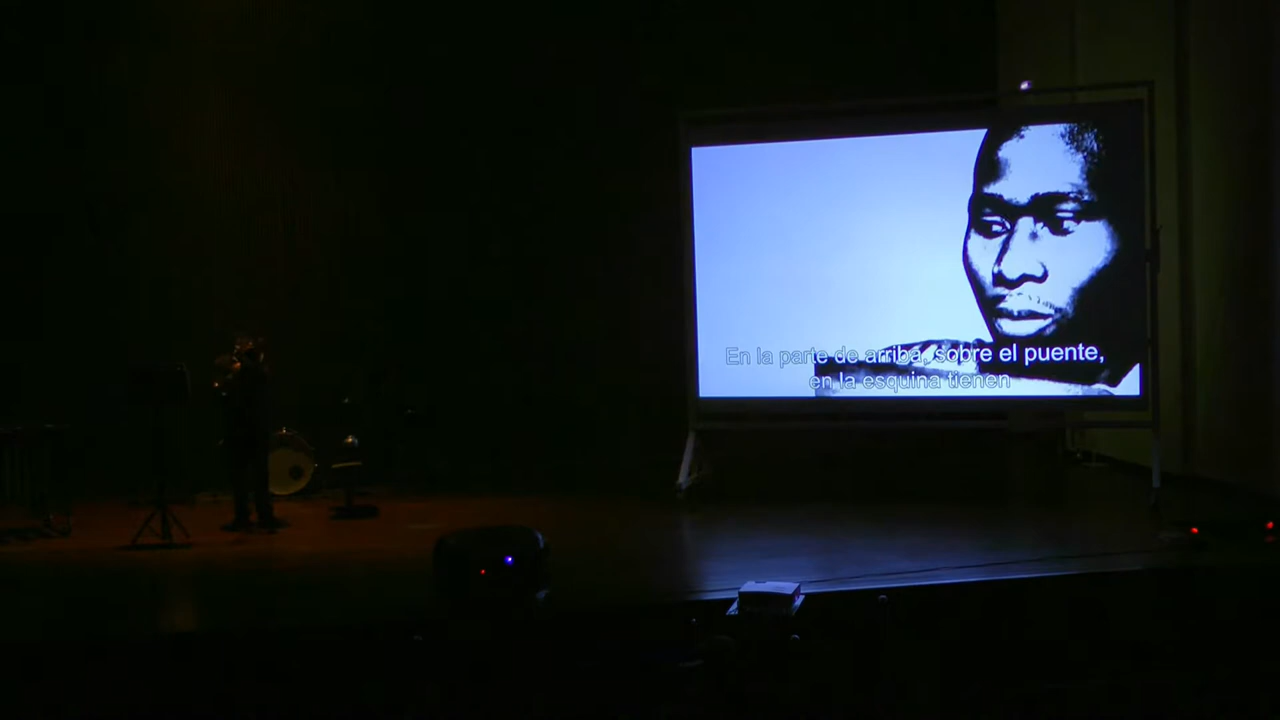 En la parte de arriba, sobre el puente,
en la esquina tienen